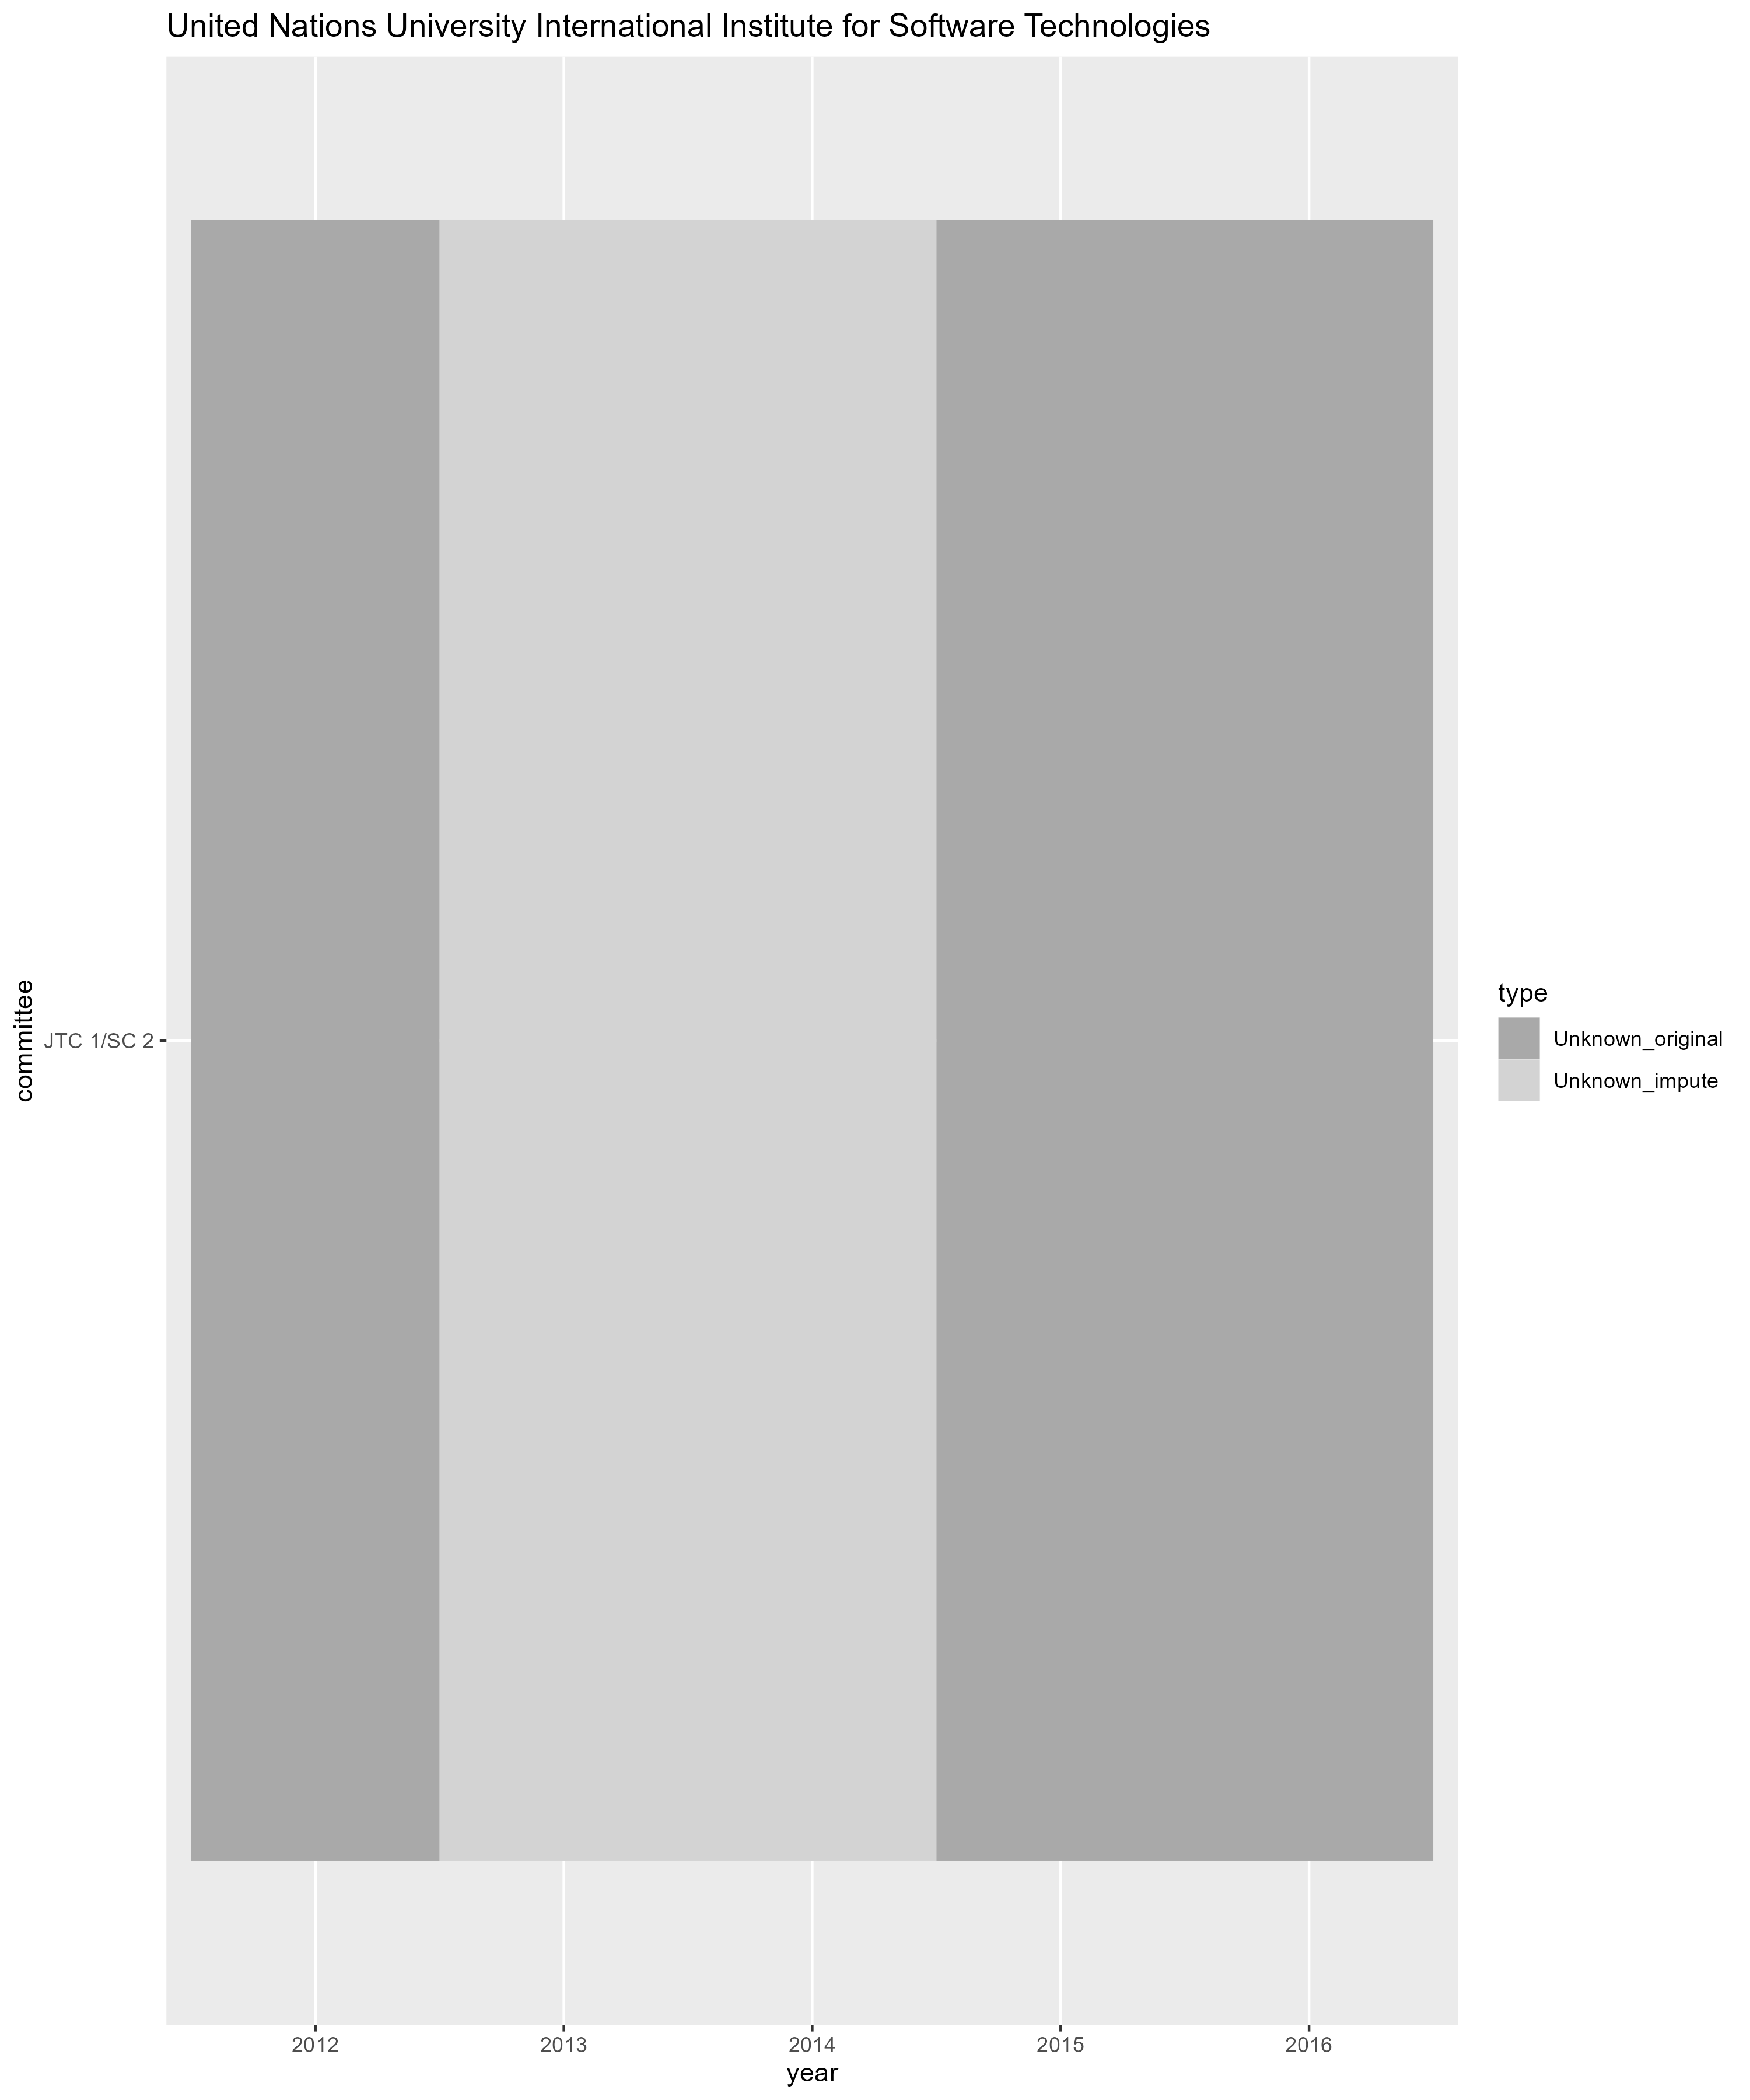 United Nations University International Institute for Software Technologies
committee
JTC 1/SC 2
type
Unknown_original
Unknown_impute
2012 2013 2014 2015 2016
year